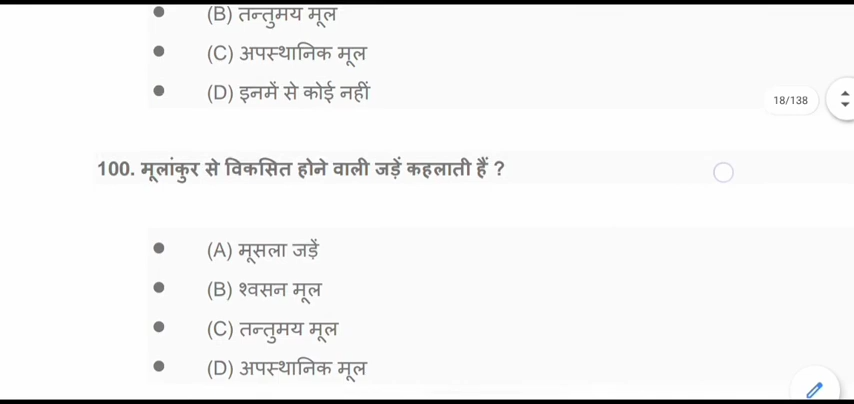 (B) तन्तुमय मूल
(C) अपस्थानिक मूल
(D) इनमें से कोई नहीं
18/138
100. मूलांकुर से विकसित होने वाली जड़ें कहलाती हैं ?
(A) मूसला जड़ें
(B) श्वसन मूल
(C) तन्तुमय मूल
(D) अपस्थानिक मूल